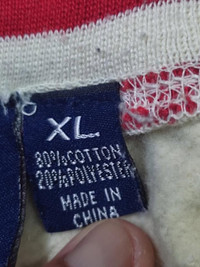 XL
80%COTTON
20%POLYESTER
MADE IN
CHINA